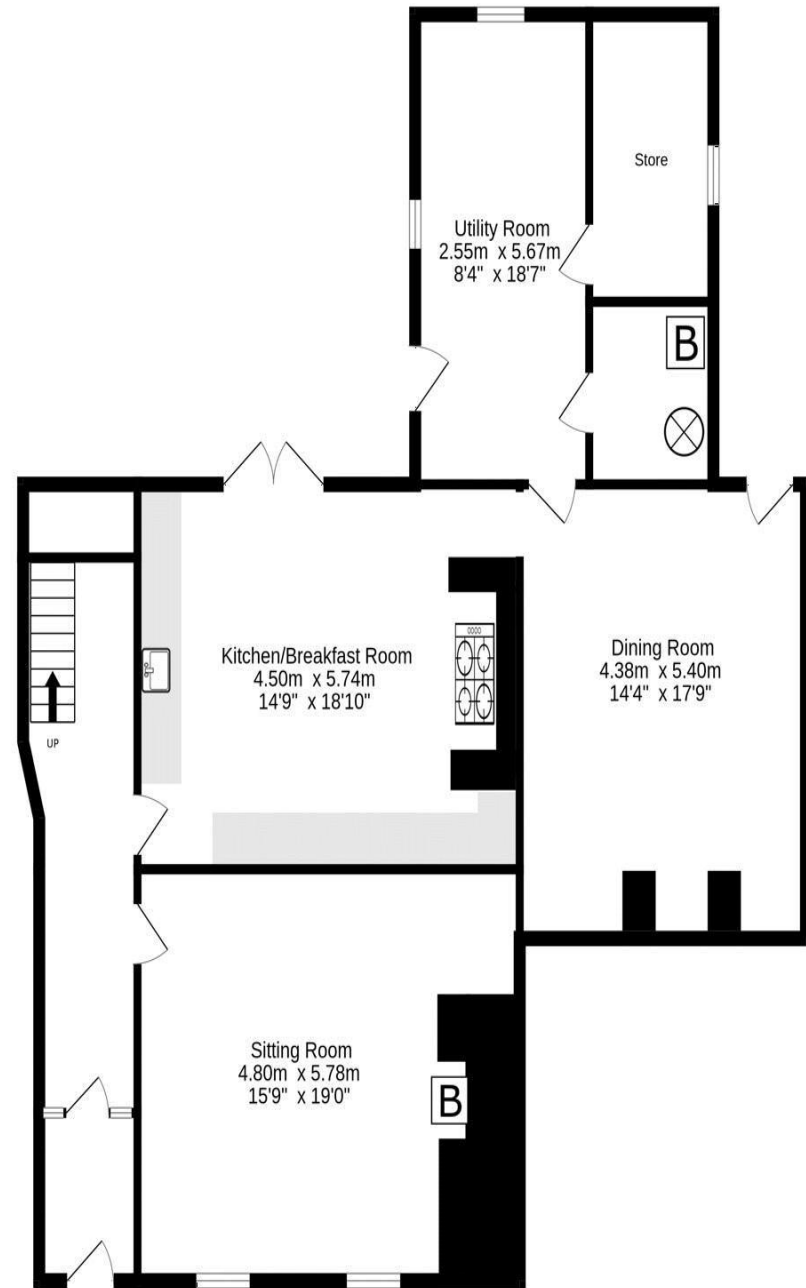 Store
Utility Room
2.55m x 5.67m
8'4" x 18'7"
B
Kitchen/Breakfast Room
4.50m x 5.74m
14'9" x 18'10"
Dining Room
4.38m x 5.40m
14'4" x 17'9"
UP
Sitting Room
4.80m x 5.78m
15'9" x 19'0"
B